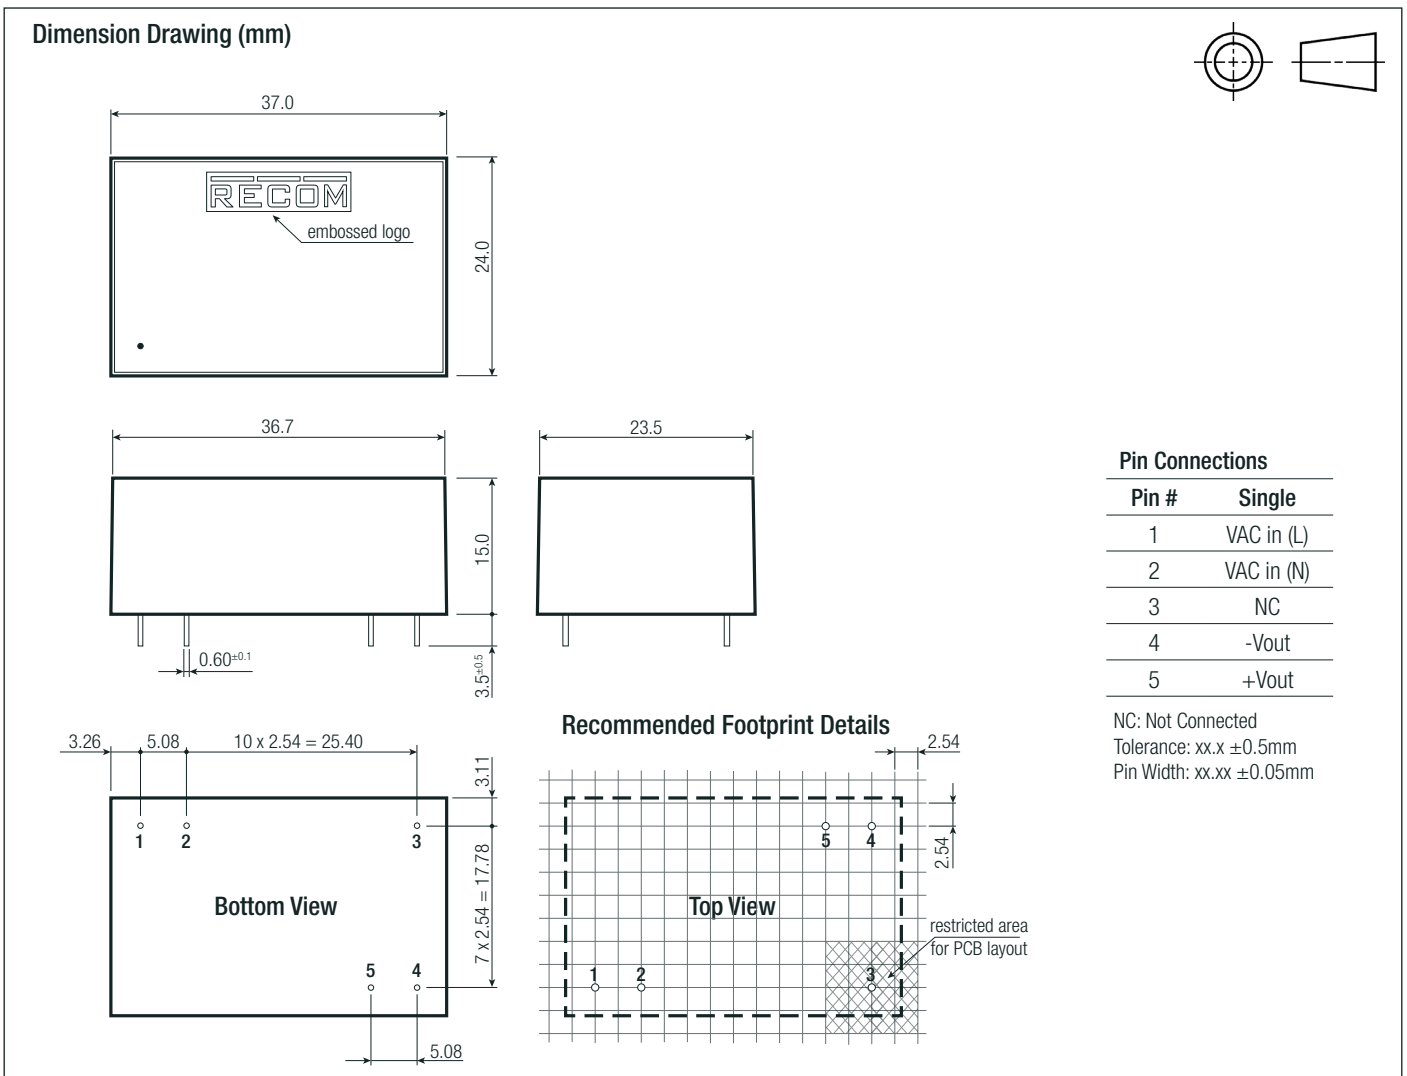 Dimension Drawing (mm)
37.0
RECOM
embossed logo
24.0
36.7
23.5
15.0
0.60±0.1
3.5±0.5
Pin Connections
Pin # Single
1 VAC in (L)
2 VAC in (N)
3 NC
4 -Vout
5 +Vout
NC: Not Connected
Tolerance: xx.x ±0.5mm
Pin Width: xx.xx ±0.05mm
3.26 5.08 10 x 2.54 = 25.40
3.11
1 2 3
7 x 2.54 = 17.78
Bottom View
5 4
5.08
Recommended Footprint Details
2.54
5 4
2.54
Top View
restricted area
for PCB layout
1 2 3